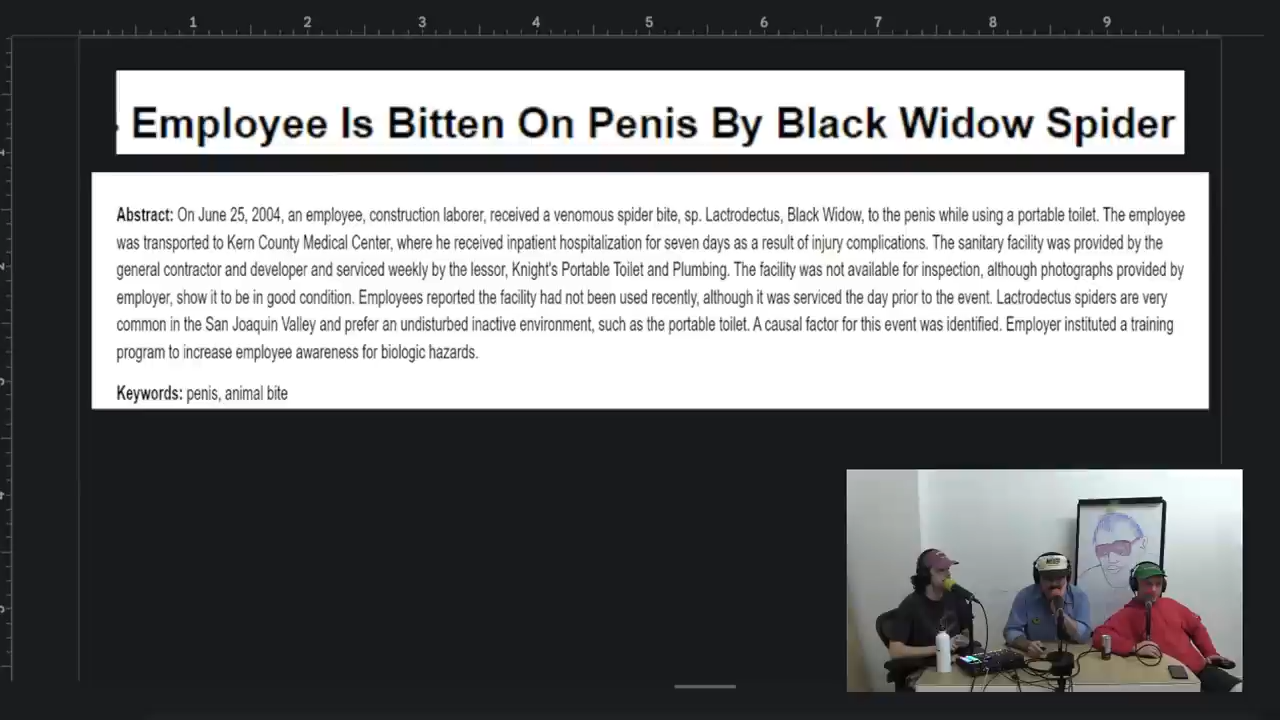 1 2 3 4 5 6 7 8 9
Employee Is Bitten On Penis By Black Widow Spider
Abstract: On June 25, 2004, an employee, construction laborer, received a venomous spider bite, sp. Lactrodectus, Black Widow, to the penis while using a portable toilet. The employee
was transported to Kern County Medical Center, where he received inpatient hospitalization for seven days as a result of injury complications. The sanitary facility was provided by the
general contractor and developer and serviced weekly by the lessor, Knight's Portable Toilet and Plumbing. The facility was not available for inspection, although photographs provided by
employer, show it to be in good condition. Employees reported the facility had not been used recently, although it was serviced the day prior to the event. Lactrodectus spiders are very
common in the San Joaquin Valley and prefer an undisturbed inactive environment, such as the portable toilet. A causal factor for this event was identified. Employer instituted a training
program to increase employee awareness for biologic hazards.
Keywords: penis, animal bite